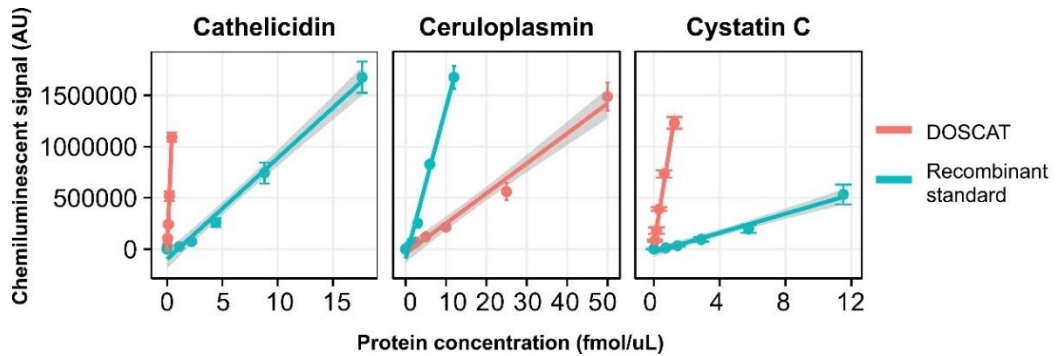 Cathelicidin Ceruloplasmin Cystatin C
Chemiluminescent signal (AU)
1500000
1000000
500000
0
DOSCAT
Recombinant
standard
0 5 10 15 0 10 20 30 40 50 0 4 8 12
Protein concentration (fmol/uL)